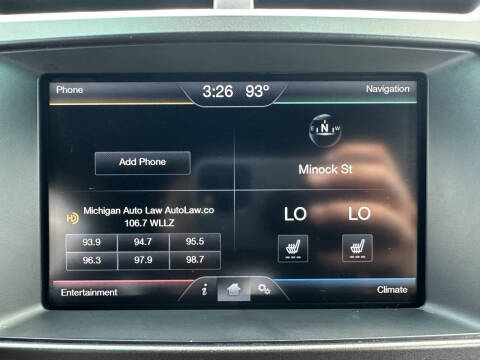 Phone
3:26 93°
Navigation
E N W
Add Phone
Minock St
HD
Michigan Auto Law AutoLaw.co
106.7 WLLZ
93.9 94.7 95.5
96.3 97.9 98.7
LO LO
Entertainment
i
Climate